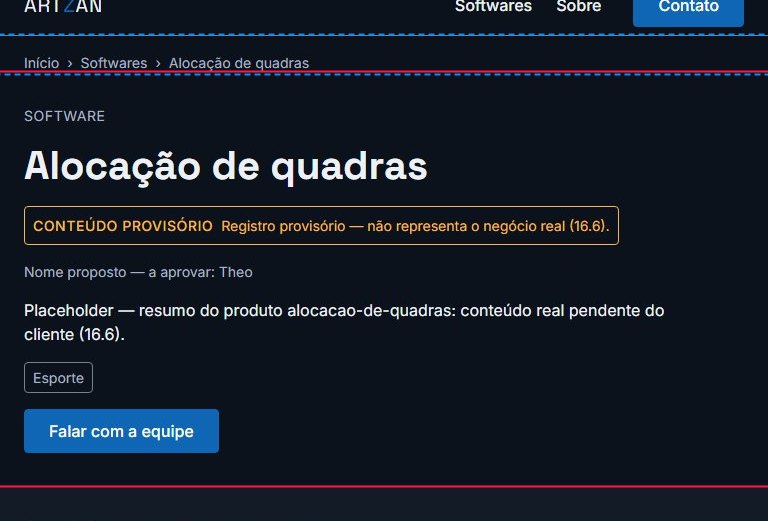 ARTZAN
Softwares Sobre Contato
Início › Softwares › Alocação de quadras
SOFTWARE
Alocação de quadras
CONTEÚDO PROVISÓRIO Registro provisório — não representa o negócio real (16.6).
Nome proposto — a aprovar: Theo
Placeholder — resumo do produto alocacao-de-quadras: conteúdo real pendente do
cliente (16.6).
Esporte
Falar com a equipe